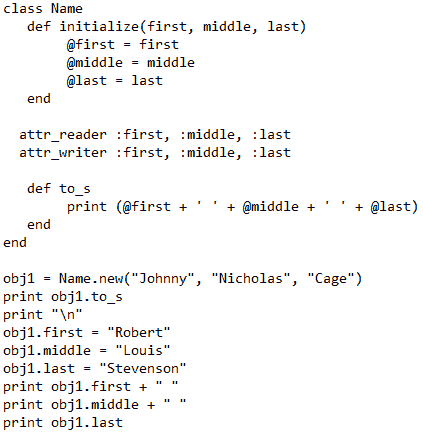 class Name
   def initialize(first, middle, last)
        @first = first
        @middle = middle
        @last = last
   end

  attr_reader :first, :middle, :last
  attr_writer :first, :middle, :last

   def to_s
        print (@first + ' ' + @middle + ' ' + @last)
   end
end

obj1 = Name.new("Johnny", "Nicholas", "Cage")
print obj1.to_s
print "\n"
obj1.first = "Robert"
obj1.middle = "Louis"
obj1.last = "Stevenson"
print obj1.first + " "
print obj1.middle + " "
print obj1.last